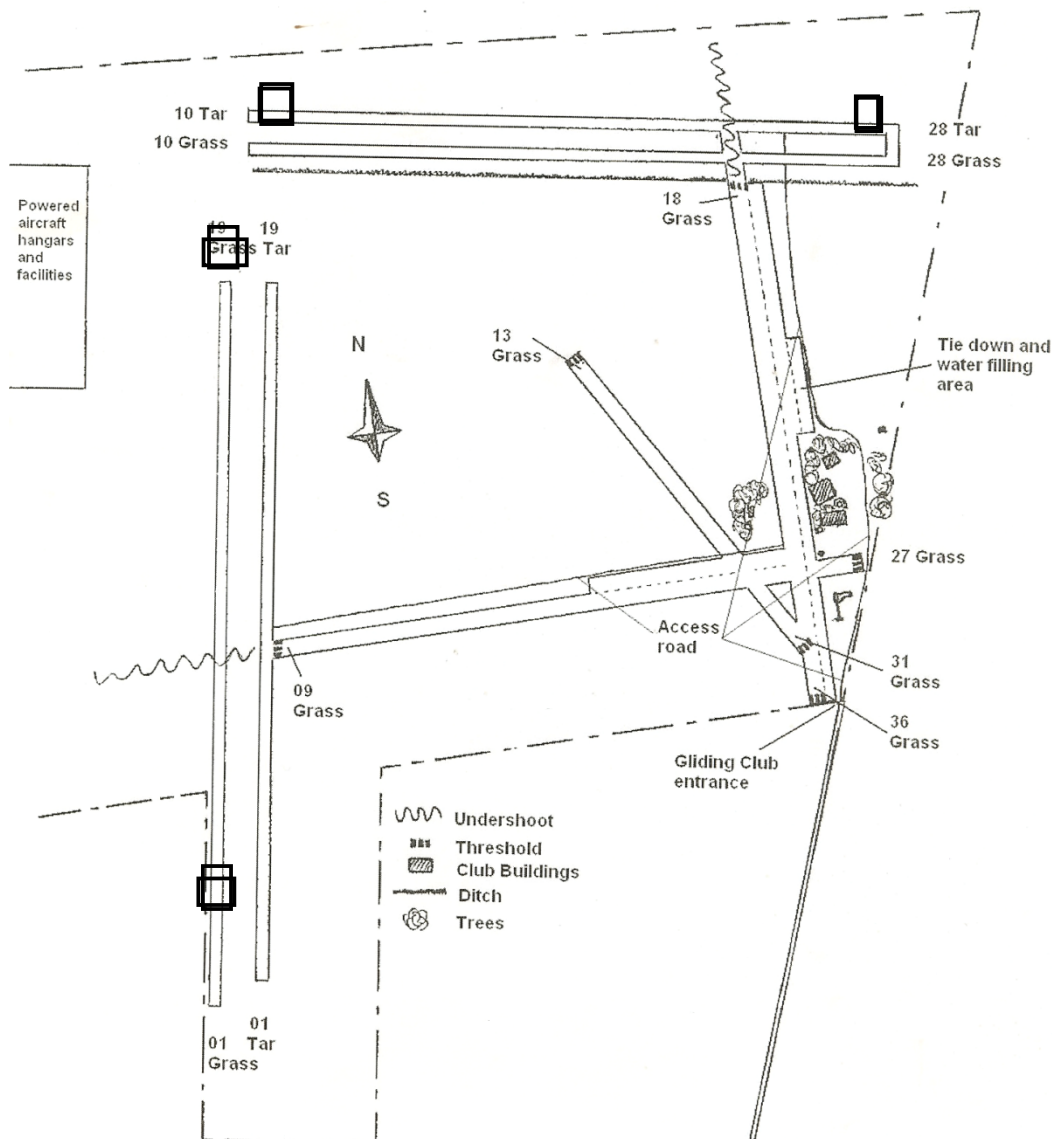 10 Tar
10 Grass
28 Tar
28 Grass
Powered
aircraft
hangars
and
facilities
18
Grass
19 19
Grass Tar
13
Grass
N
S
Tie down and
water filling
area
27 Grass
Access
road
09
Grass
31
Grass
36
Grass
Gliding Club
entrance
Undershoot
Threshold
Club Buildings
Ditch
Trees
01
Tar
01
Grass